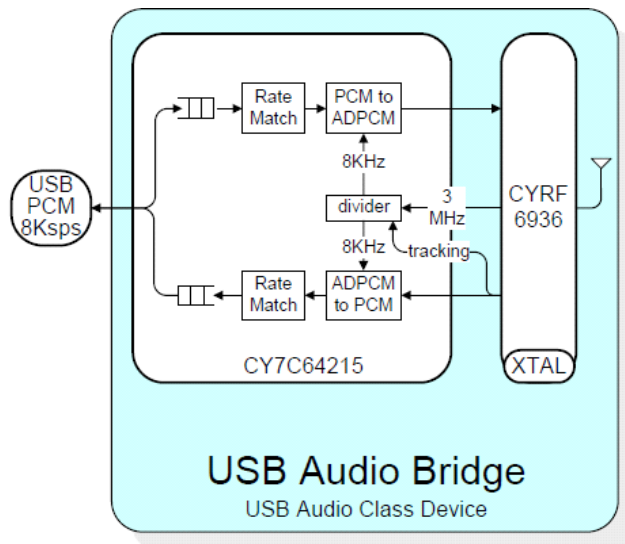 Rate
Match
PCM to
ADPCM
8KHz
USB
PCM
8Ksps
divider
3
MHz
CYRF
6936
8KHz
tracking
Rate
Match
ADPCM
to PCM
CY7C64215
XTAL
USB Audio Bridge
USB Audio Class Device